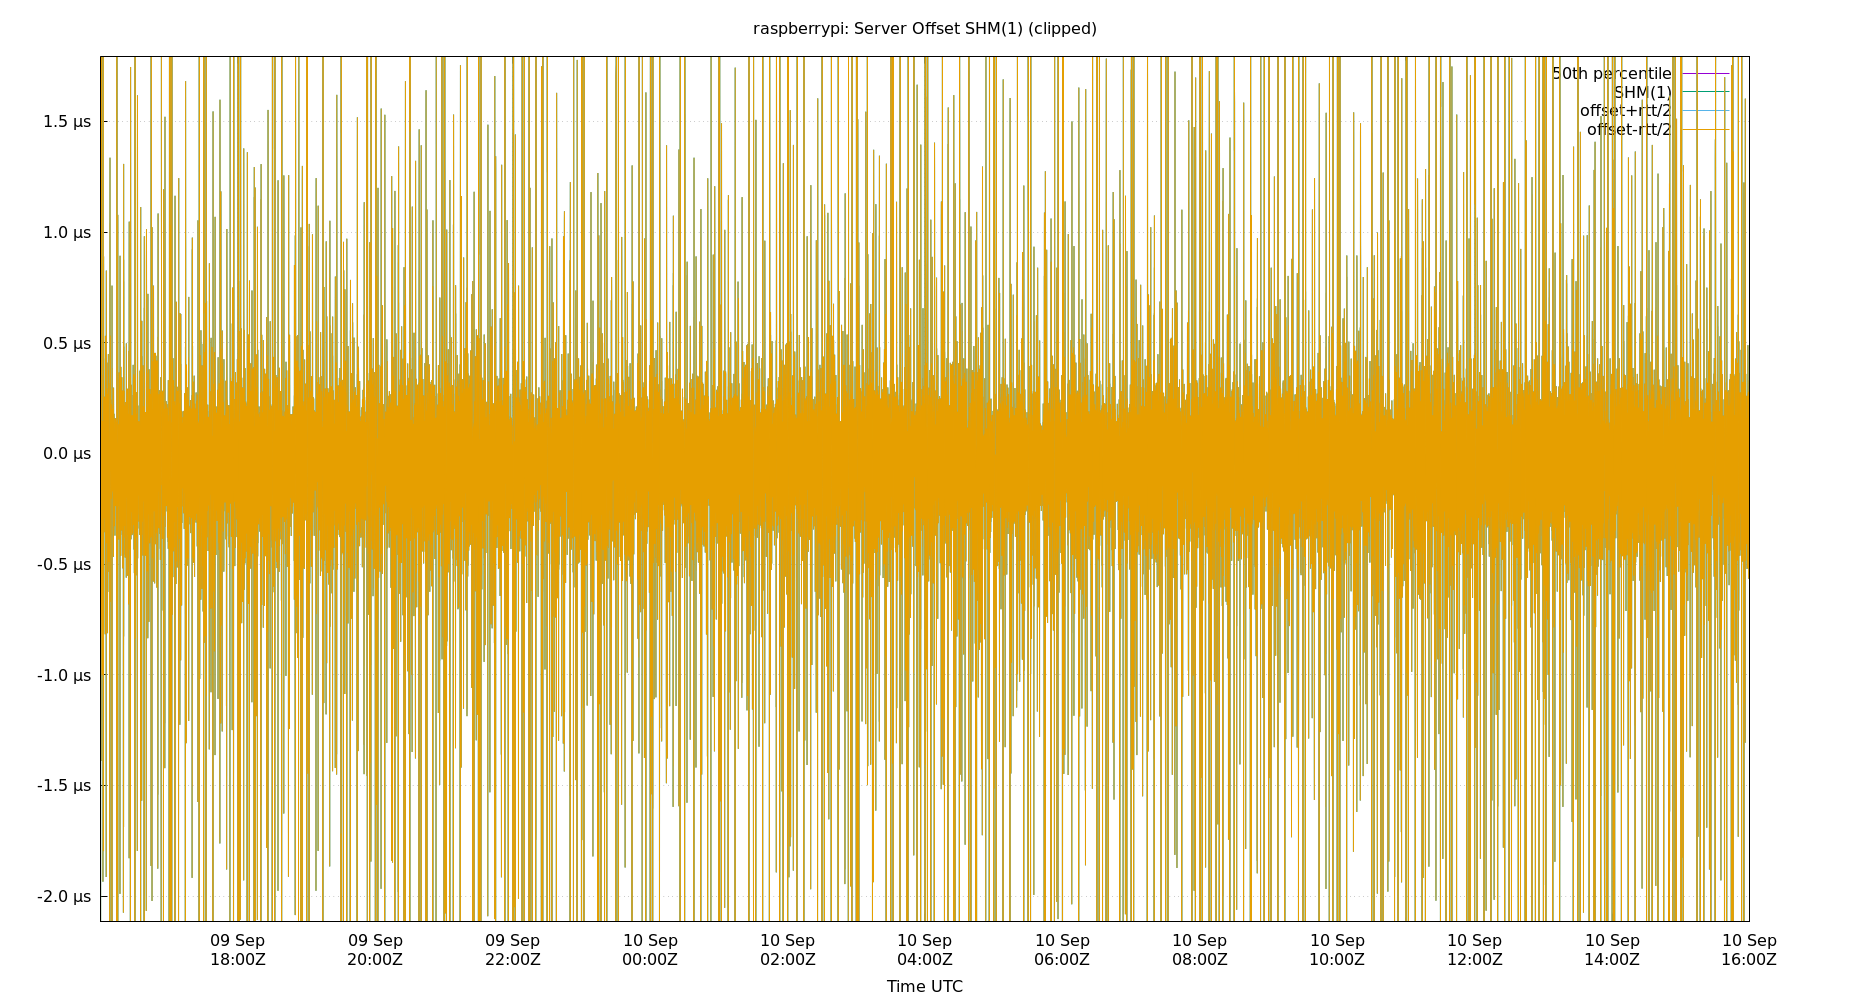 raspberrypi: Server Offset SHM(1) (clipped)
50th percentile
SHM(1)
offset+rtt/2
offset-rtt/2
1.5 µs
1.0 µs
0.5 µs
0.0 µs
-0.5 µs
-1.0 µs
-1.5 µs
-2.0 µs
09 Sep 09 Sep 09 Sep 10 Sep 10 Sep 10 Sep 10 Sep 10 Sep 10 Sep 10 Sep 10 Sep 10 Sep
18:00Z 20:00Z 22:00Z 00:00Z 02:00Z 04:00Z 06:00Z 08:00Z 10:00Z 12:00Z 14:00Z 16:00Z
Time UTC